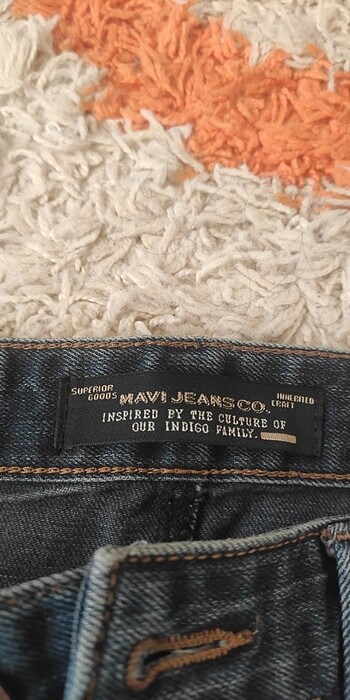 SUPERIOR GOODS MAVI JEANS CO. INHERITED CRAFT
INSPIRED BY THE CULTURE OF
OUR INDIGO FAMILY.